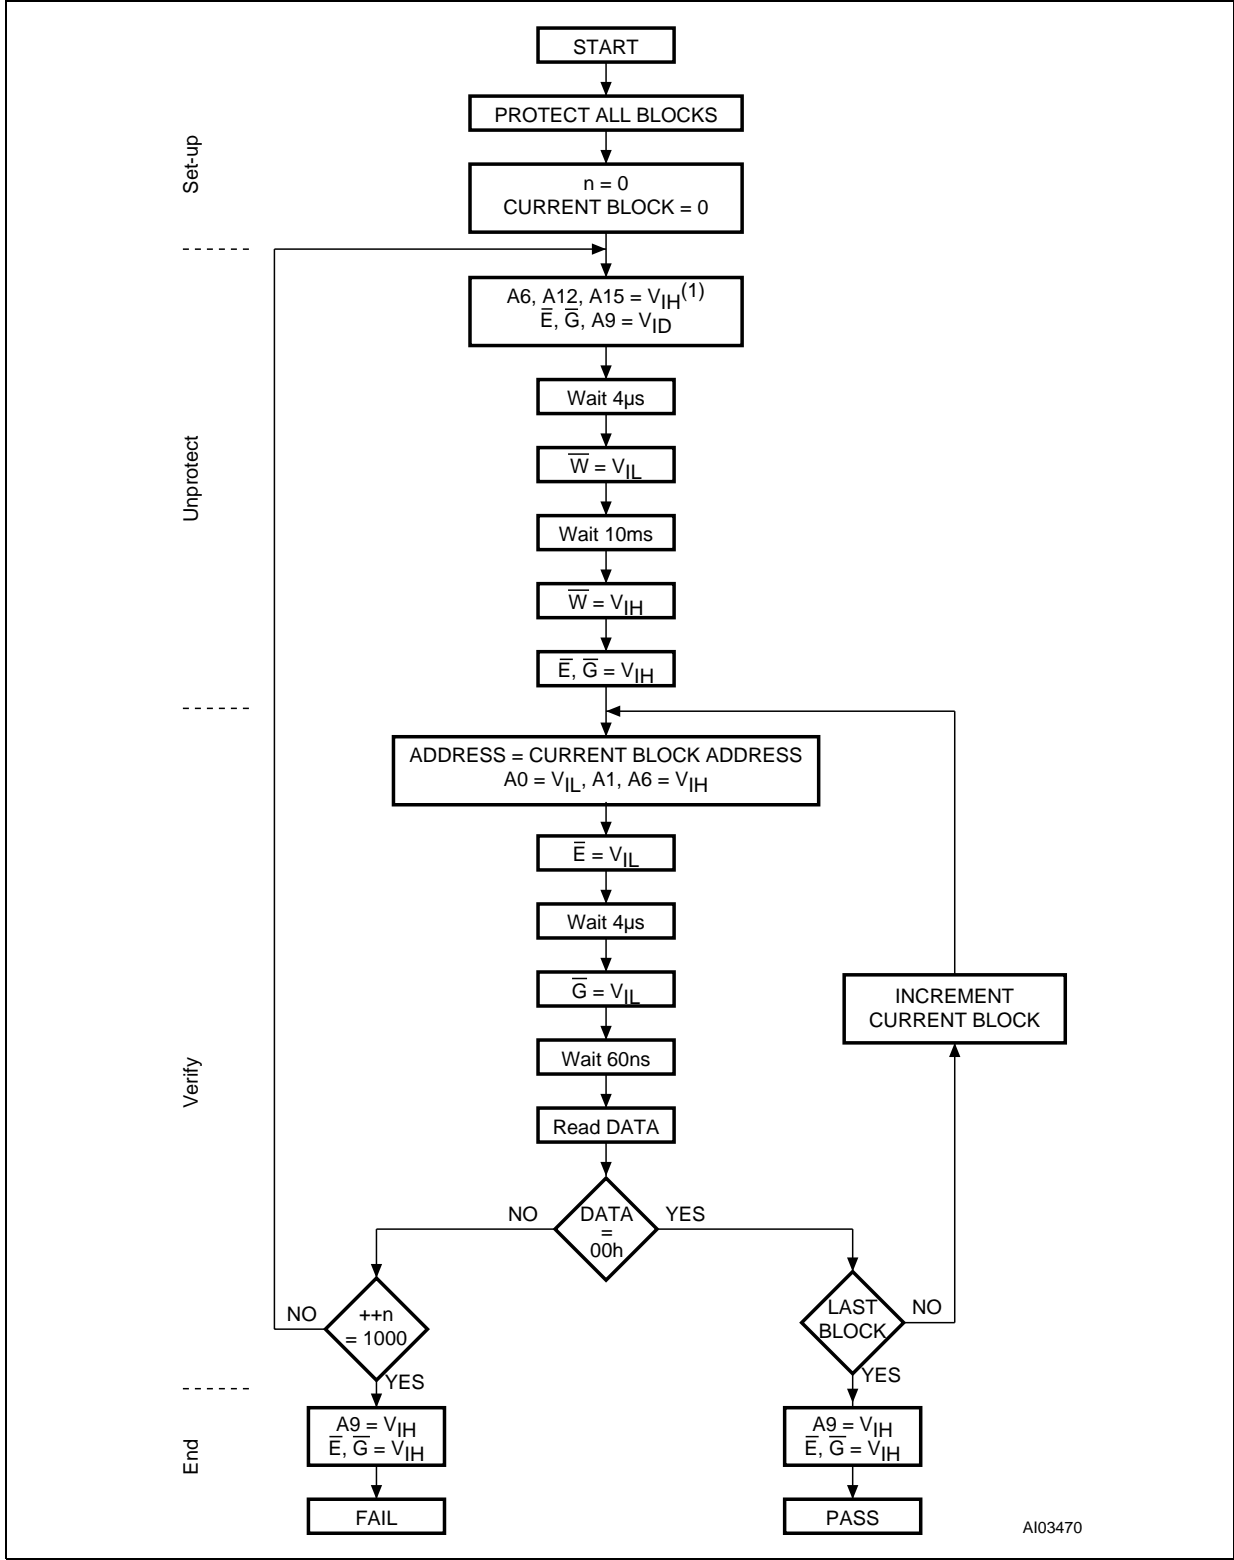 START
PROTECT ALL BLOCKS
Set-up
n = 0
CURRENT BLOCK = 0
A6, A12, A15 = VIH(1)
E̅, G̅, A9 = VID
Wait 4µs
Unprotect
W̅ = VIL
Wait 10ms
W̅ = VIH
E̅, G̅ = VIH
ADDRESS = CURRENT BLOCK ADDRESS
A0 = VIL, A1, A6 = VIH
E̅ = VIL
Wait 4µs
G̅ = VIL
INCREMENT
CURRENT BLOCK
Wait 60ns
Verify
Read DATA
NO
DATA
=
00h
YES
NO
++n
= 1000
YES
LAST
BLOCK
NO
YES
End
A9 = VIH
E̅, G̅ = VIH
A9 = VIH
E̅, G̅ = VIH
FAIL
PASS
AI03470